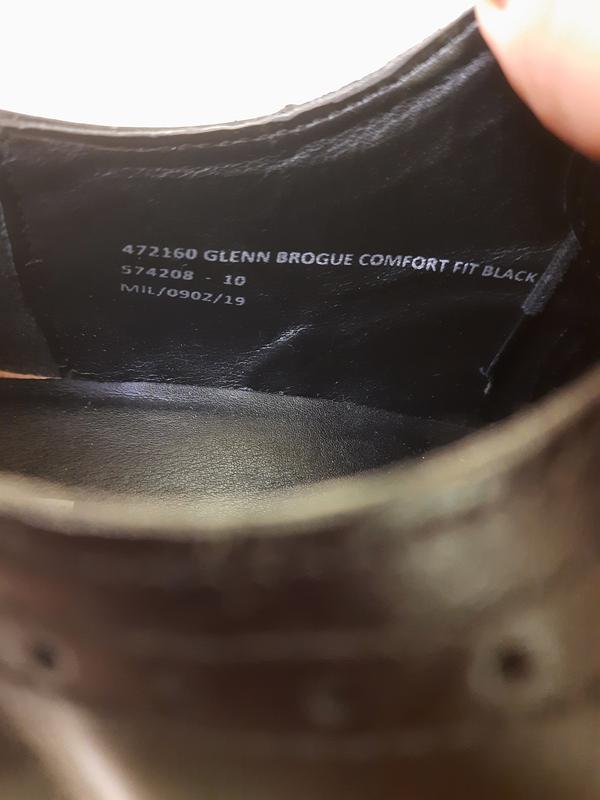 472160 GLENN BROGUE COMFORT FIT BLACK
574208 - 10
MIL/0902/19